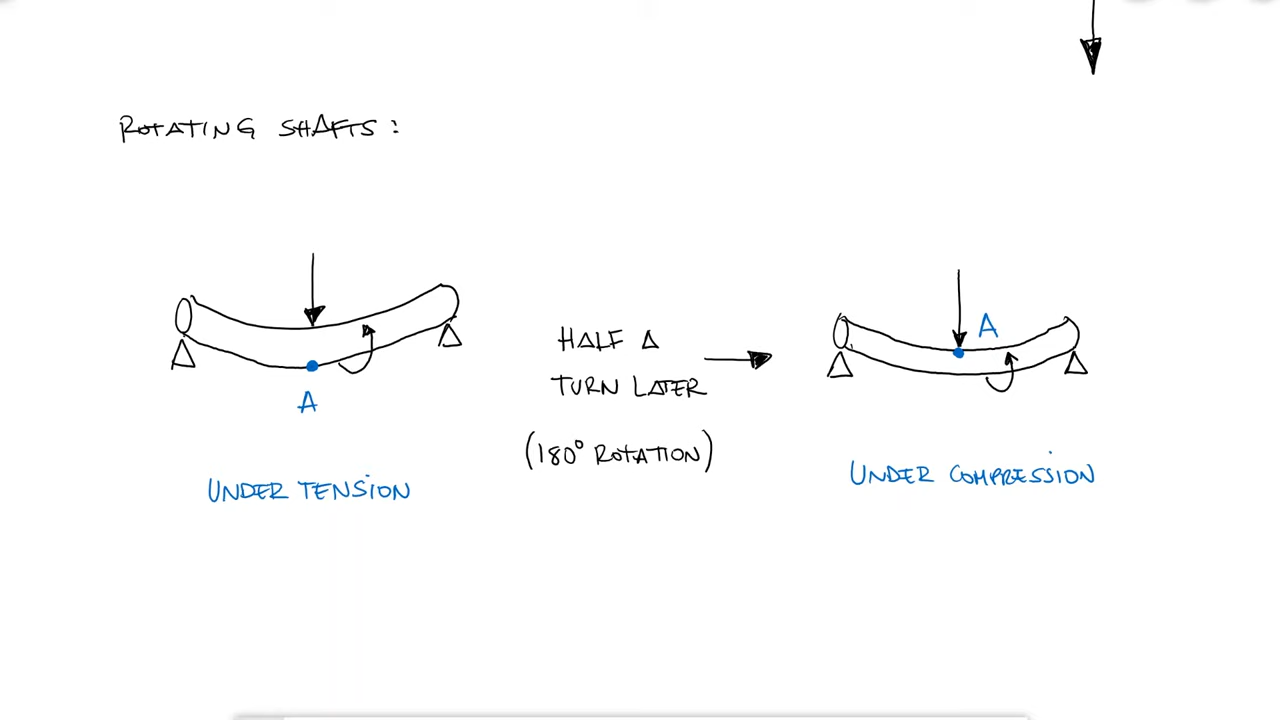 ROTATING SHAFTS:
A
UNDER TENSION
HALF A
TURN LATER
(180° ROTATION)
A
UNDER COMPRESSION